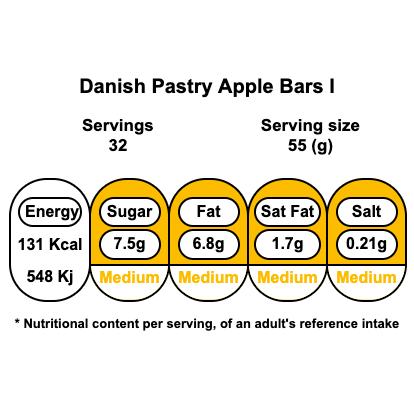 Danish Pastry Apple Bars I
Servings Serving size
32 55 (g)
Energy Sugar Fat Sat Fat Salt
131 Kcal 7.5g 6.8g 1.7g 0.21g
548 Kj Medium Medium Medium Medium
* Nutritional content per serving, of an adult's reference intake